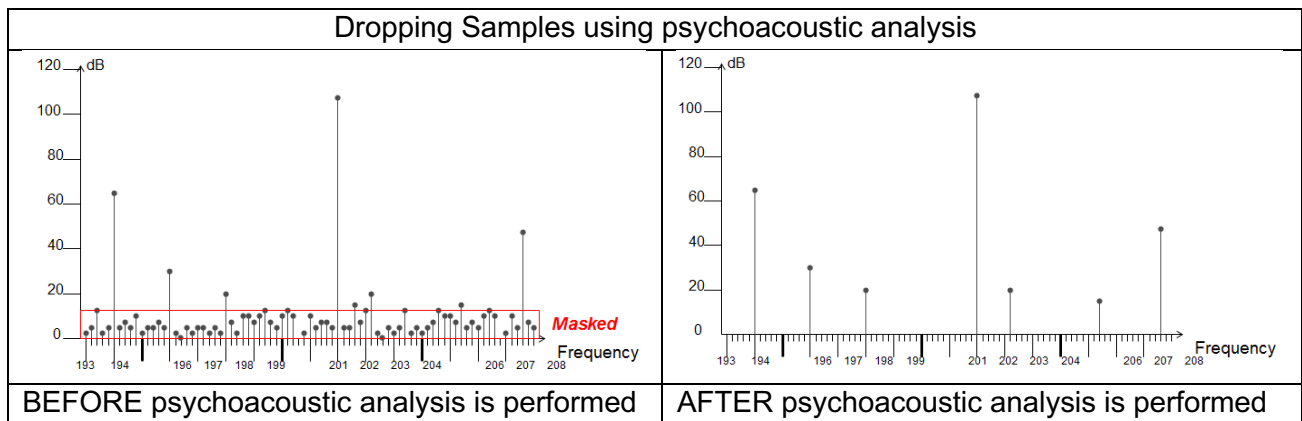 Dropping Samples using psychoacoustic analysis
dB
120
100
80
60
40
20
0
Masked
Frequency
193 194 196 197 198 199 201 202 203 204 206 207 208
BEFORE psychoacoustic analysis is performed
dB
120
100
80
60
40
20
0
Frequency
193 194 196 197 198 199 201 202 203 204 206 207 208
AFTER psychoacoustic analysis is performed